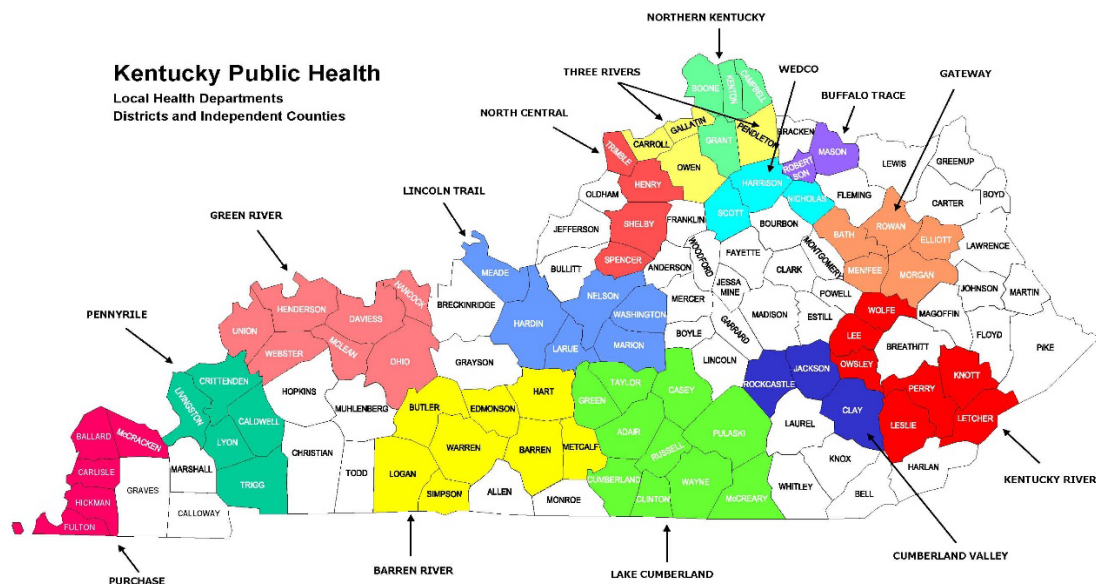 NORTHERN KENTUCKY
Kentucky Public Health
Local Health Departments
Districts and Independent Counties
THREE RIVERS
WEDCO
GATEWAY
BUFFALO TRACE
NORTH CENTRAL
LINCOLN TRAIL
GREEN RIVER
PENNYRILE
BOONE
KENTON
CAMPBELL
GALLATIN
CARROLL
TRIMBLE
GRANT
PENDLETON
BRACKEN
MASON
ROBERT
SON
LEWIS
GREENUP
OWEN
HENRY
HARRISON
NICHOLAS
FLEMING
BOYD
CARTER
OLDHAM
SHELBY
FRANKLIN
SCOTT
BOURBON
BATH
ROWAN
ELLIOTT
LAWRENCE
JEFFERSON
SPENCER
WOODFORD
FAYETTE
MONTGOMERY
MENIFEE
MORGAN
BULLITT
ANDERSON
CLARK
MEADE
JESSA
MINE
POWELL
JOHNSON
MARTIN
BRECKINRIDGE
NELSON
MERCER
WASHINGTON
GARRARD
MADISON
ESTILL
WOLFE
MAGOFFIN
HANCOCK
HENDERSON
DAVIESS
UNION
HARDIN
LEE
FLOYD
MCLEAN
WEBSTER
OHIO
LARUE
MARION
BOYLE
BREATHITT
PIKE
GRAYSON
LINCOLN
JACKSON
OWSLEY
CRITTENDEN
HOPKINS
HART
TAYLOR
CASEY
ROCKCASTLE
PERRY
KNOTT
LIVINGSTON
MUHLENBERG
BUTLER
EDMONSON
GREEN
CLAY
CALDWELL
LYON
WARREN
BARREN
METCALF
ADAIR
RUSSELL
PULASKI
LAUREL
LESLIE
LETCHER
BALLARD
McCRACKEN
MARSHALL
CHRISTIAN
TODD
LOGAN
KNOX
HARLAN
CARLISLE
TRIGG
SIMPSON
ALLEN
MONROE
CUMBERLAND
CLINTON
WAYNE
McCREARY
WHITLEY
BELL
GRAVES
HICKMAN
CALLOWAY
FULTON
KENTUCKY RIVER
CUMBERLAND VALLEY
BARREN RIVER
LAKE CUMBERLAND
PURCHASE